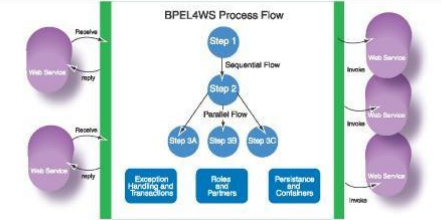 BPEL4WS Process Flow
Receive
Web Service
reply
Receive
Web Service
reply
Step 1
Sequential Flow
Step 2
Parallel Flow
Step 3A
Step 3B
Step 3C
Exception
Handling and
Transactions
Roles
and
Partners
Persistance
and
Containers
Web Service
Invoke
Web Service
Invoke
Web Service
Invoke